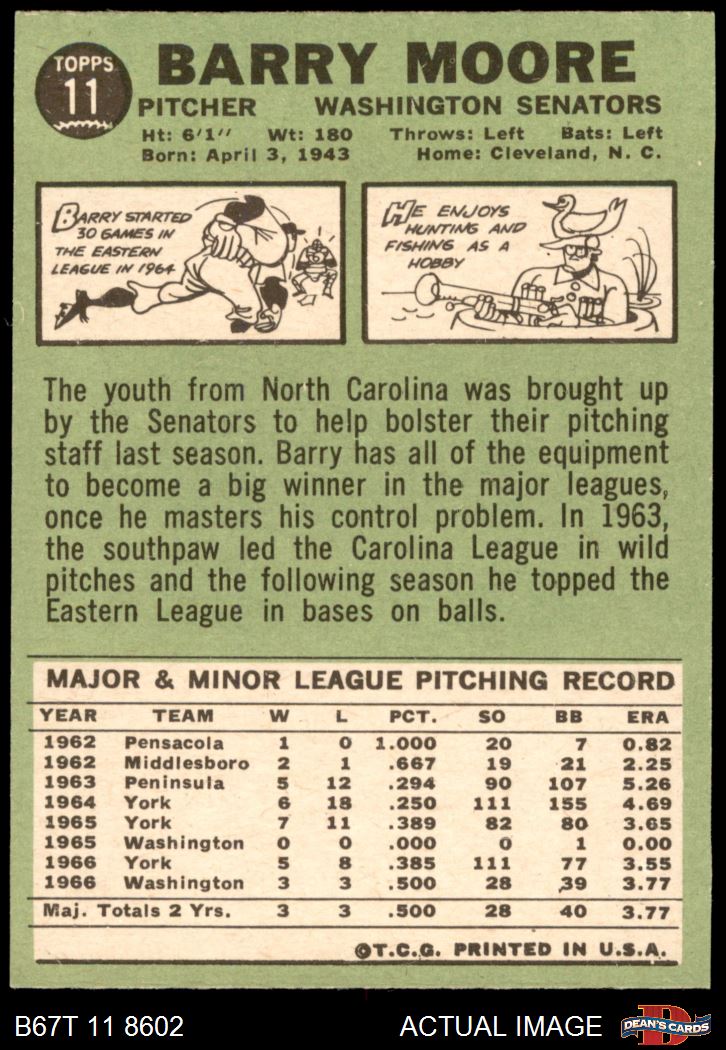 TOPPS
11
BARRY MOORE
PITCHER WASHINGTON SENATORS
Ht: 6'1" Wt: 180 Throws: Left Bats: Left
Born: April 3, 1943 Home: Cleveland, N. C.
BARRY STARTED
30 GAMES IN
THE EASTERN
LEAGUE IN 1964
HE ENJOYS
HUNTING AND
FISHING AS A
HOBBY
The youth from North Carolina was brought up
by the Senators to help bolster their pitching
staff last season. Barry has all of the equipment
to become a big winner in the major leagues,
once he masters his control problem. In 1963,
the southpaw led the Carolina League in wild
pitches and the following season he topped the
Eastern League in bases on balls.
MAJOR & MINOR LEAGUE PITCHING RECORD
YEAR TEAM W L PCT. SO BB ERA
1962 Pensacola 1 0 1.000 20 7 0.82
1962 Middlesboro 2 1 .667 19 21 2.25
1963 Peninsula 5 12 .294 90 107 5.26
1964 York 6 18 .250 111 155 4.69
1965 York 7 11 .389 82 80 3.65
1965 Washington 0 0 .000 0 1 0.00
1966 York 5 8 .385 111 77 3.55
1966 Washington 3 3 .500 28 39 3.77
Maj. Totals 2 Yrs. 3 3 .500 28 40 3.77
©T.C.G. PRINTED IN U.S.A.
B67T 11 8602 ACTUAL IMAGE
D
DEAN'S CARDS